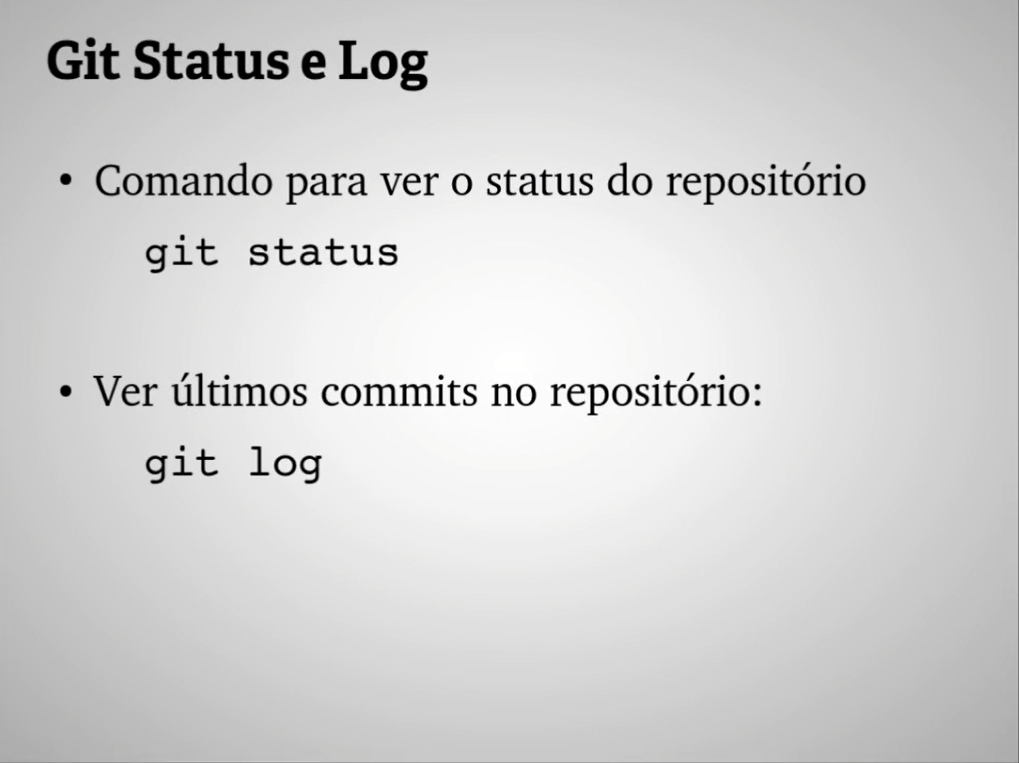 Git Status e Log
• Comando para ver o status do repositório
git status
• Ver últimos commits no repositório:
git log